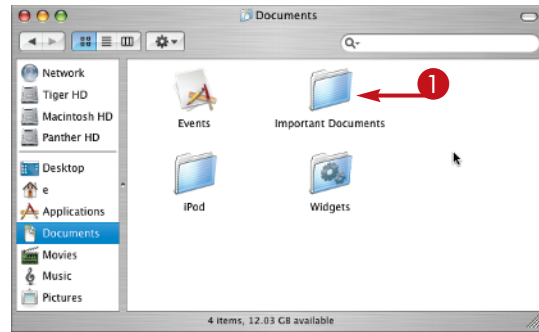 Documents
Network
Tiger HD
Macintosh HD
Panther HD
Desktop
e
Applications
Documents
Movies
Music
Pictures
Events
Important Documents
1
iPod
Widgets
4 items, 12.03 GB available